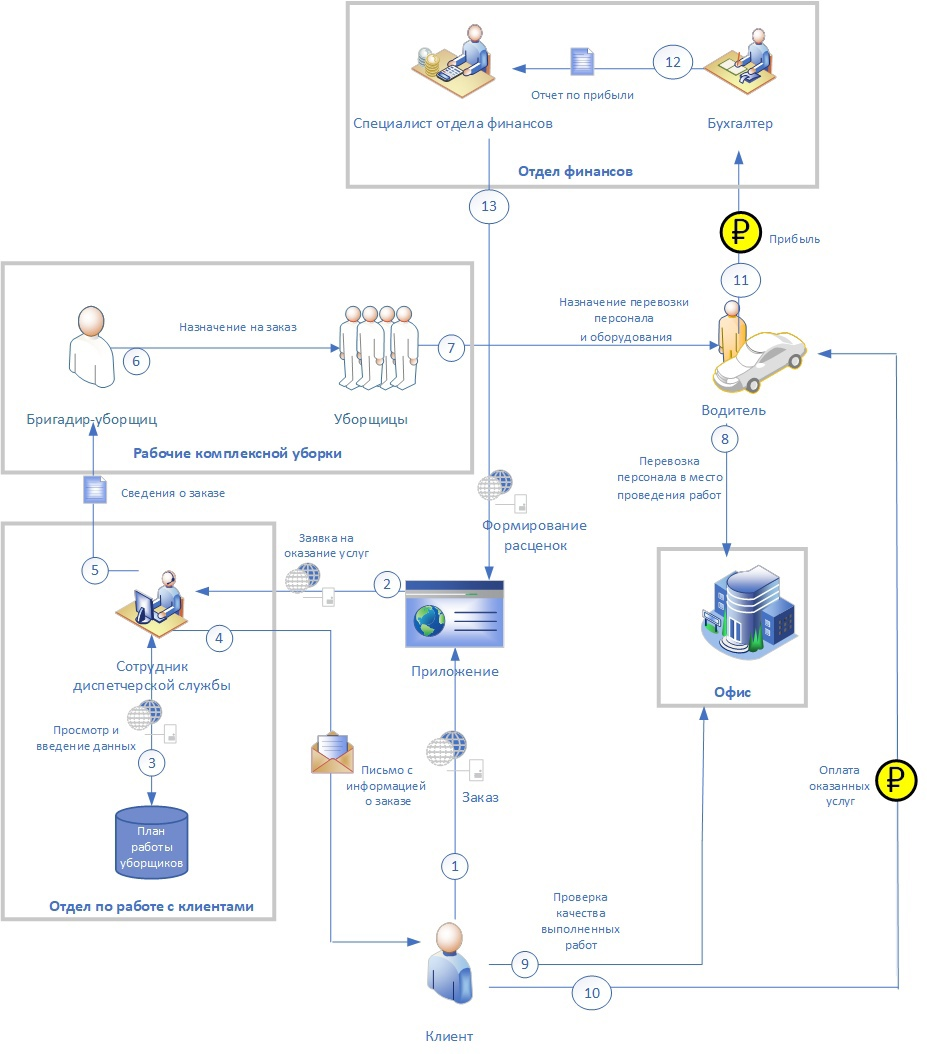 12
Отчет по прибыли
Специалист отдела финансов
Бухгалтер
Отдел финансов
13
₽
Прибыль
11
Назначение перевозки
персонала
и оборудования
Назначение на заказ
6
7
Бригадир-уборщиц
Уборщицы
Водитель
Рабочие комплексной уборки
8
Перевозка
персонала в место
проведения работ
Сведения о заказе
Формирование
расценок
Заявка на
оказание услуг
5
2
4
Приложение
Сотрудник
диспетчерской службы
Офис
Просмотр и
введение данных
3
Письмо с
информацией
о заказе
Заказ
Оплата
оказанных
услуг
₽
План
работы
уборщиков
1
Отдел по работе с клиентами
Проверка
качества
выполненных
работ
9
10
Клиент